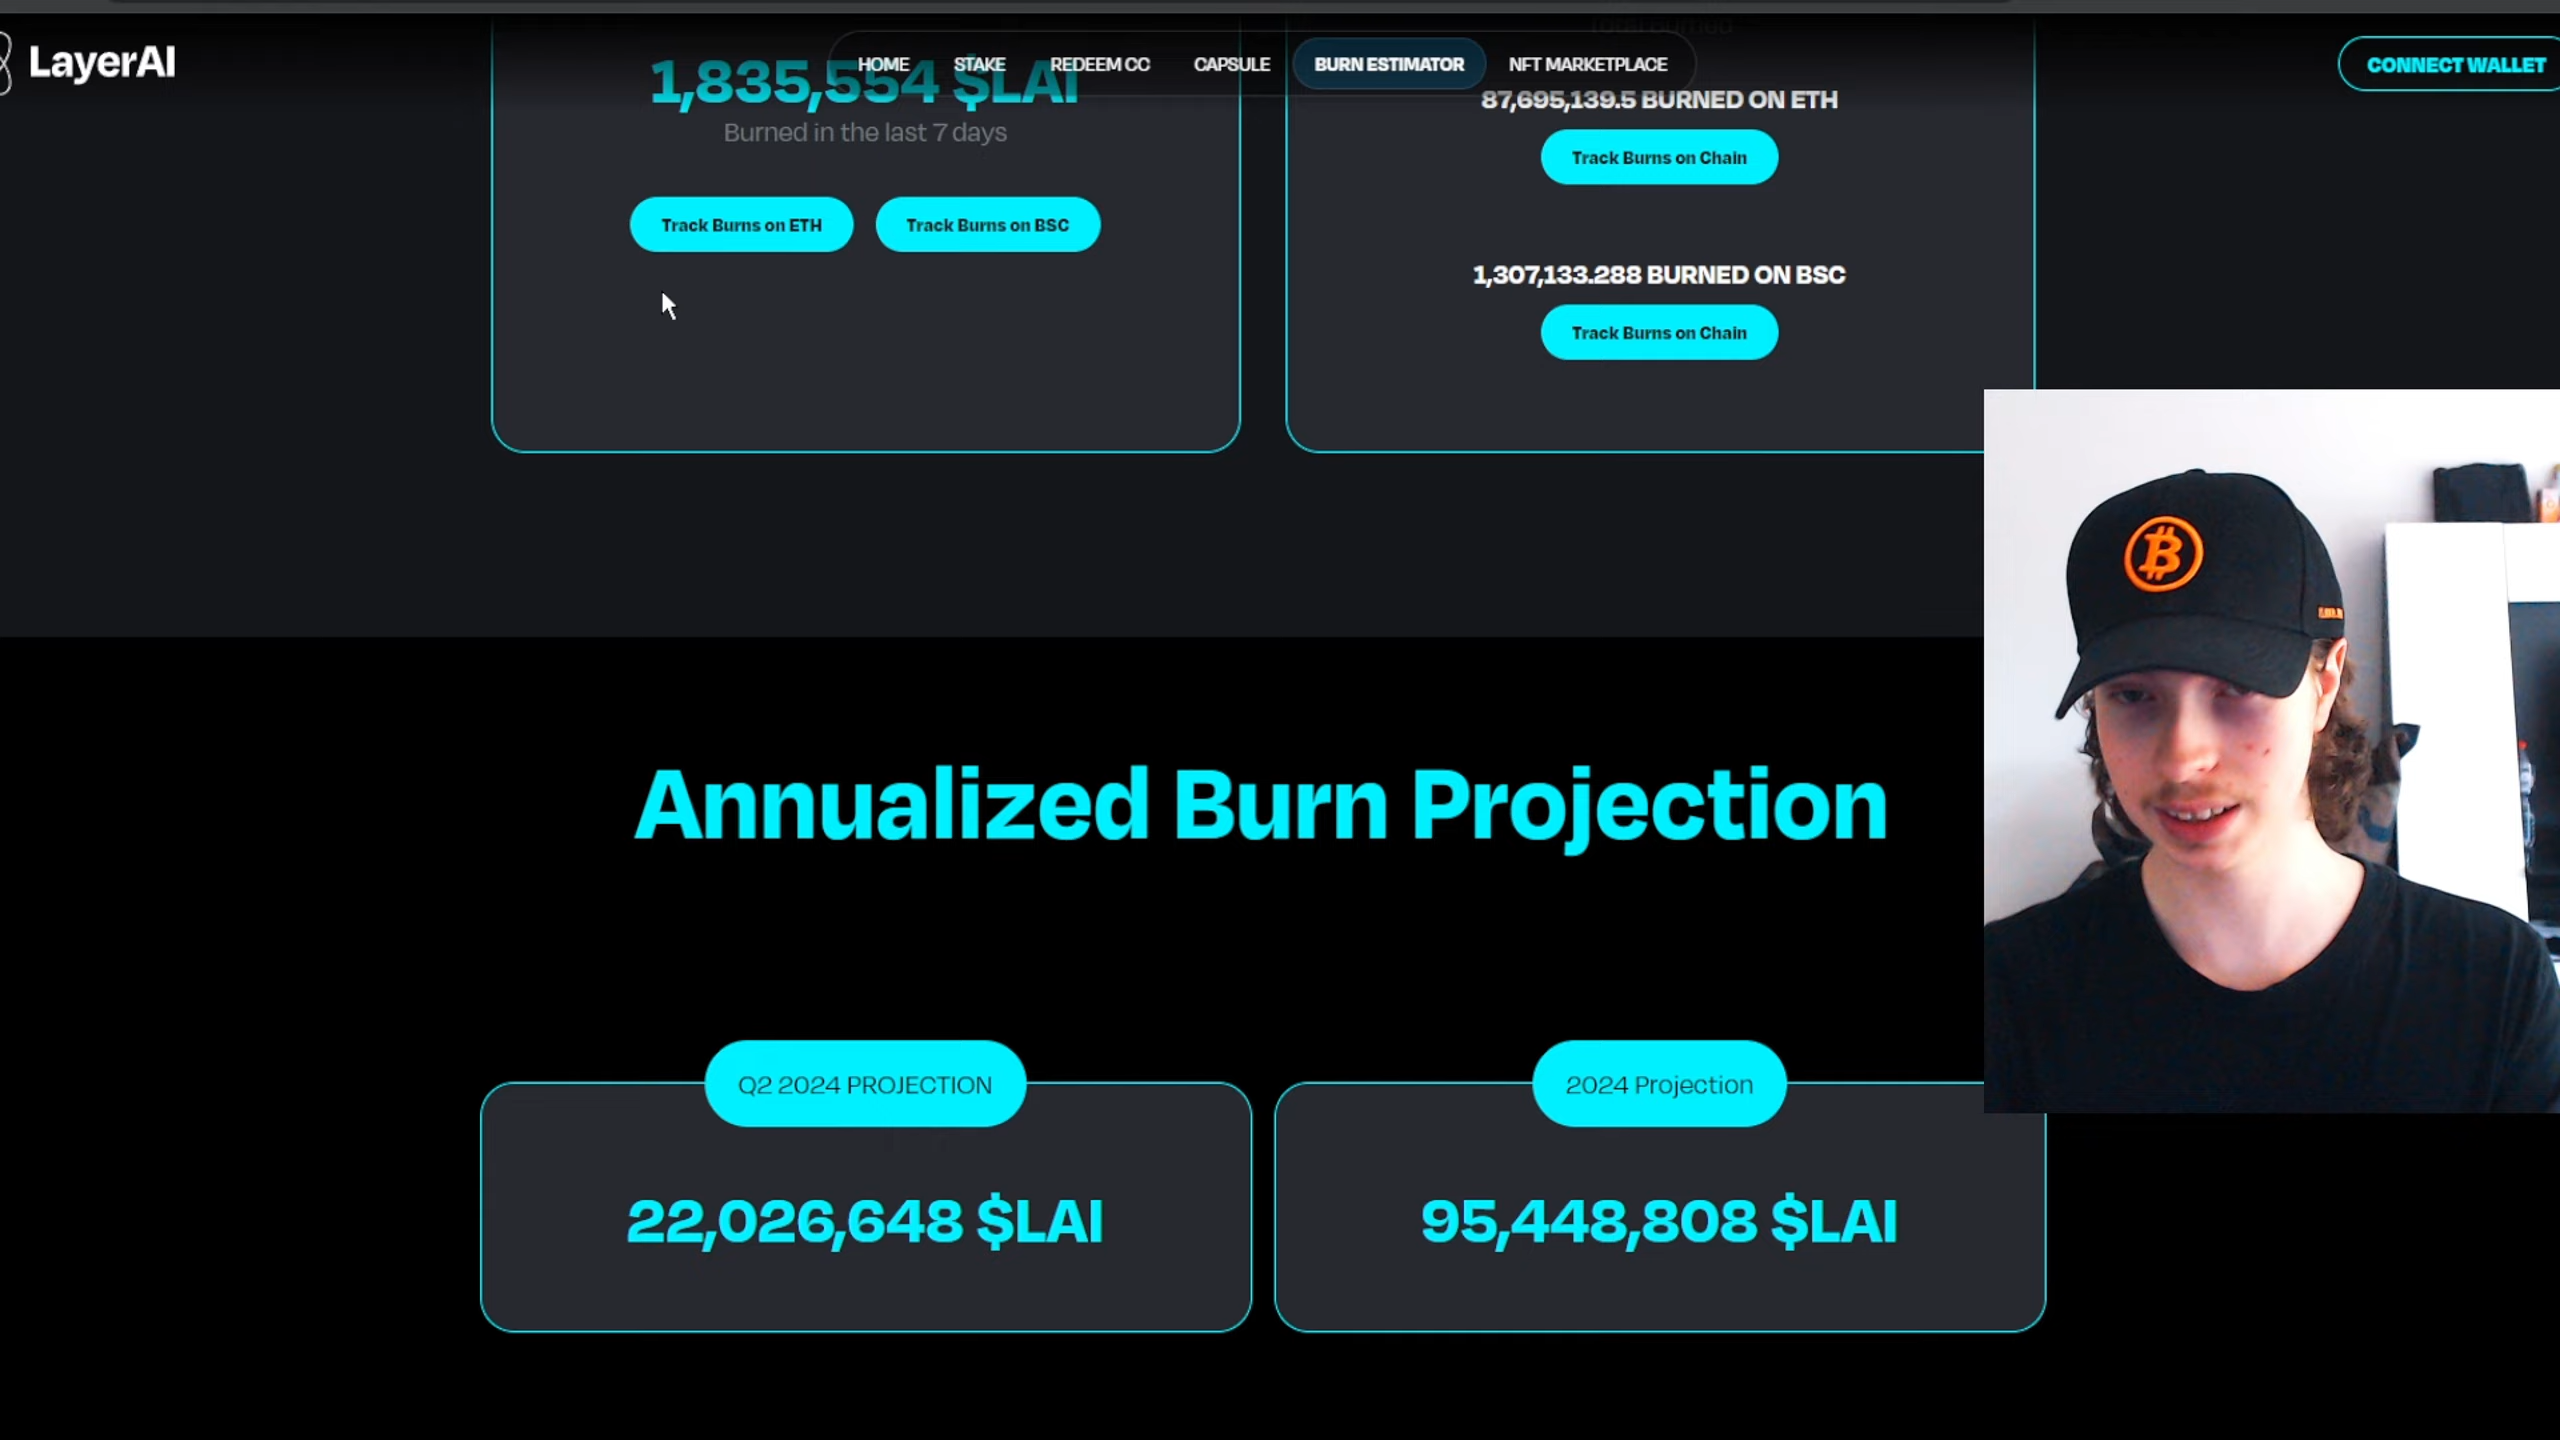 LayerAI
HOME STAKE REDEEM CC CAPSULE BURN ESTIMATOR NFT MARKETPLACE
CONNECT WALLET
Total Burned
1,835,554 $LAI
Burned in the last 7 days
Track Burns on ETH
Track Burns on BSC
87,695,139.5 BURNED ON ETH
Track Burns on Chain
1,307,133.288 BURNED ON BSC
Track Burns on Chain
Annualized Burn Projection
Q2 2024 PROJECTION
22,026,648 $LAI
2024 Projection
95,448,808 $LAI